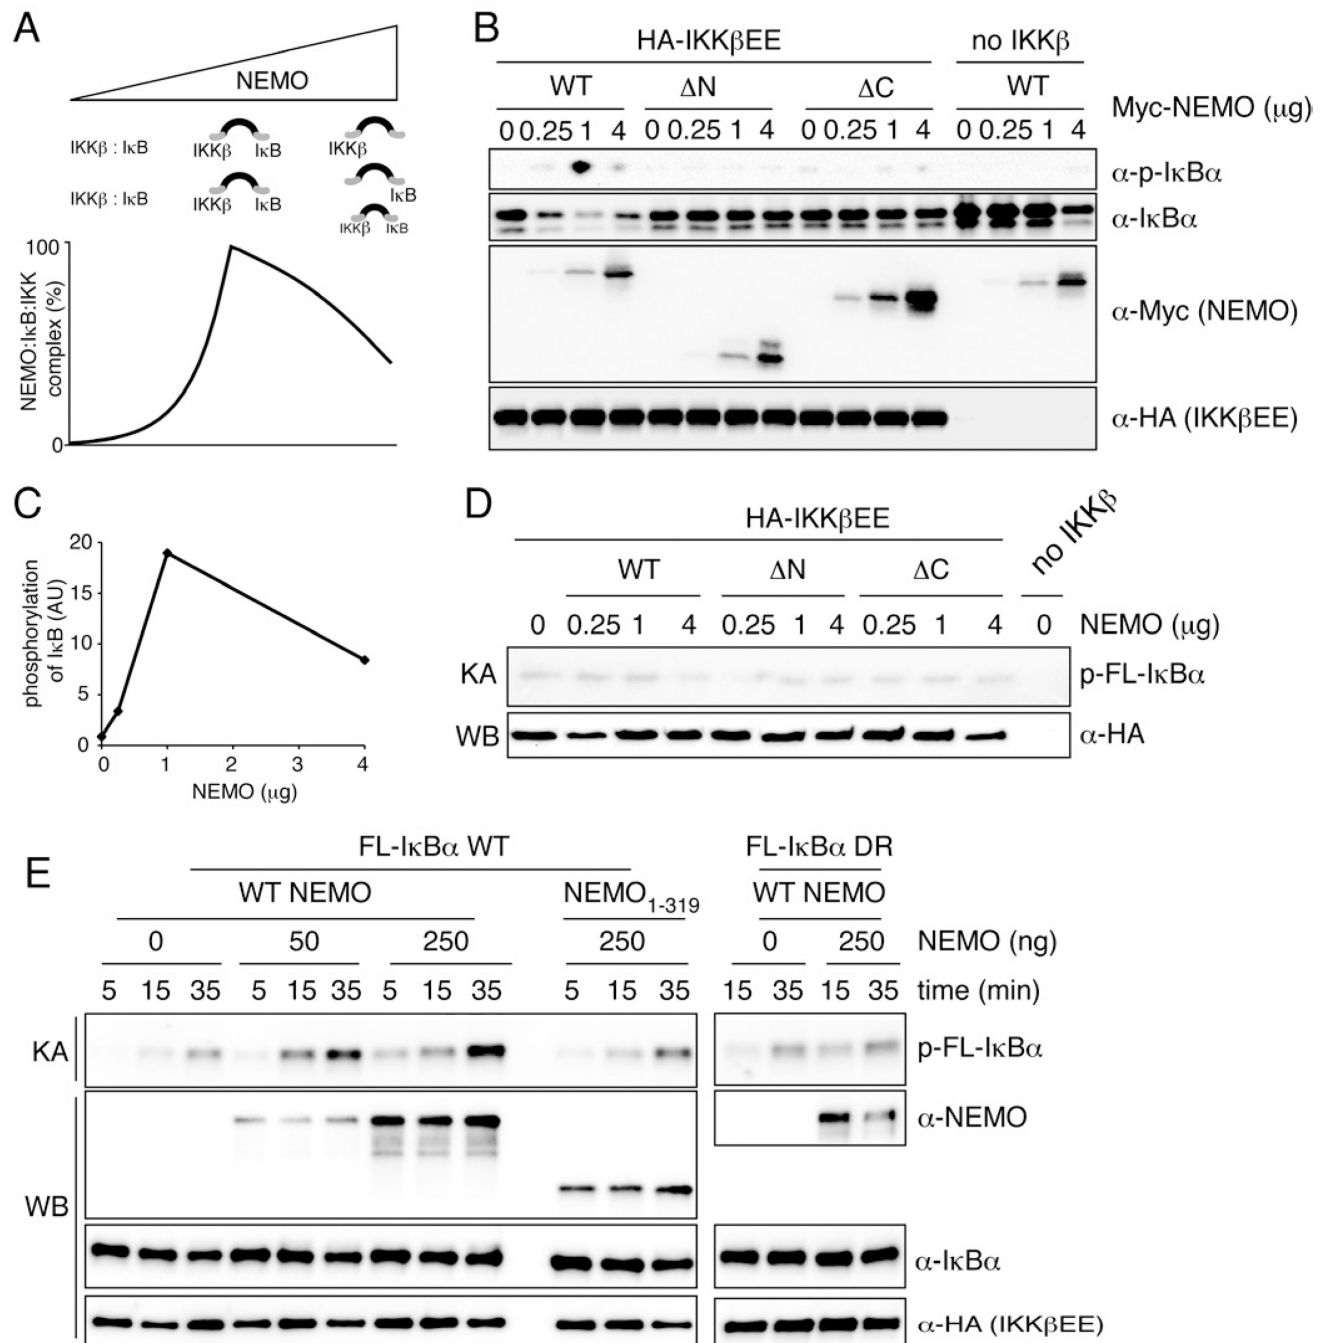 A
NEMO
IKKβ : IκB
IKKβ IκB
IKKβ
IKKβ : IκB
IKKβ IκB
IκB
IKKβ IκB
100
0
NEMO:IκB:IKK
complex (%)
B
HA-IKKβEE
no IKKβ
WT
ΔN
ΔC
WT
Myc-NEMO (μg)
0 0.25 1 4
0 0.25 1 4
0 0.25 1 4
0 0.25 1 4
α-p-IκBα
α-IκBα
α-Myc (NEMO)
α-HA (IKKβEE)
C
20
15
10
5
0
phosphorylation
of IκB (AU)
0 1 2 3 4
NEMO (μg)
D
HA-IKKβEE
no IKKβ
WT
ΔN
ΔC
0 0.25 1 4 0.25 1 4 0.25 1 4 0 NEMO (μg)
KA
p-FL-IκBα
WB
α-HA
E
FL-IκBα WT
FL-IκBα DR
WT NEMO
NEMO1-319
WT NEMO
0 50 250 250 0 250 NEMO (ng)
5 15 35 5 15 35 5 15 35 5 15 35 15 35 15 35 time (min)
KA
p-FL-IκBα
α-NEMO
WB
α-IκBα
α-HA (IKKβEE)